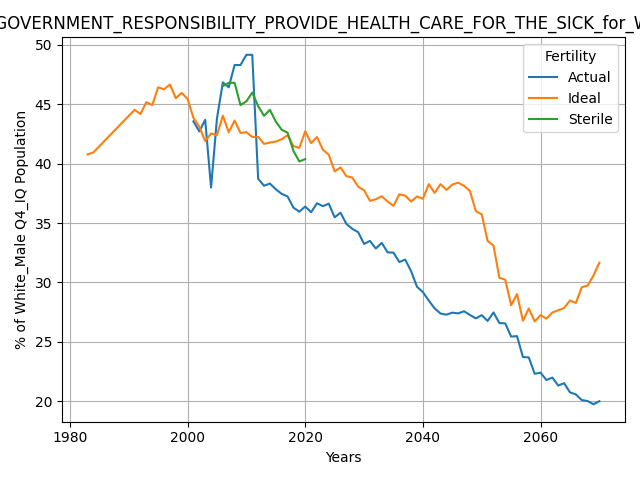 GOVERNMENT_RESPONSIBILITY_PROVIDE_HEALTH_CARE_FOR_THE_SICK_for_W
Fertility
Actual
Ideal
Sterile
% of White_Male Q4_IQ Population
50
45
40
35
30
25
20
1980
2000
2020
2040
2060
Years